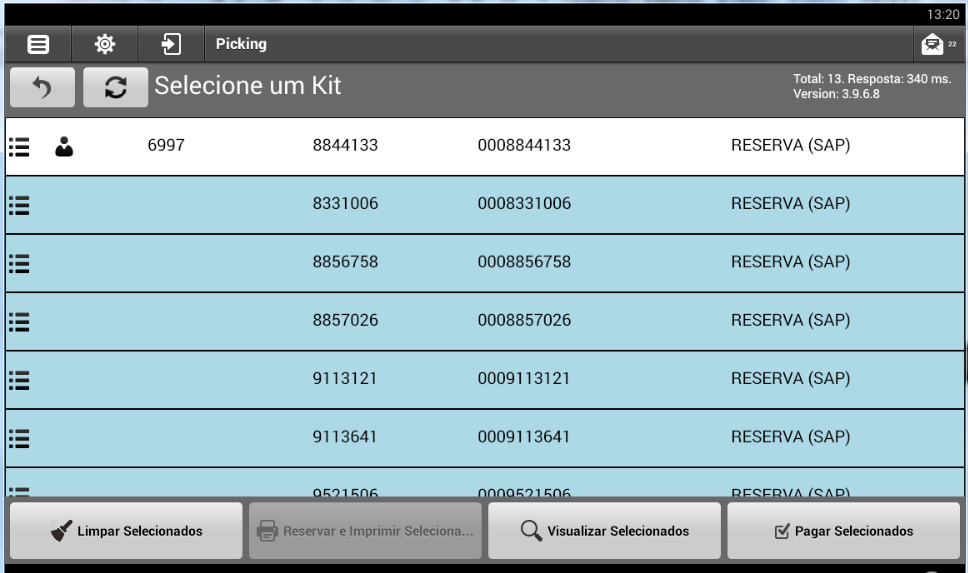 13:20
Picking
22
Selecione um Kit
Total: 13. Resposta: 340 ms.
Version: 3.9.6.8
6997 8844133 0008844133 RESERVA (SAP)
8331006 0008331006 RESERVA (SAP)
8856758 0008856758 RESERVA (SAP)
8857026 0008857026 RESERVA (SAP)
9113121 0009113121 RESERVA (SAP)
9113641 0009113641 RESERVA (SAP)
9521506 0009521506 RESERVA (SAP)
Limpar Selecionados Reservar e Imprimir Seleciona... Visualizar Selecionados Pagar Selecionados